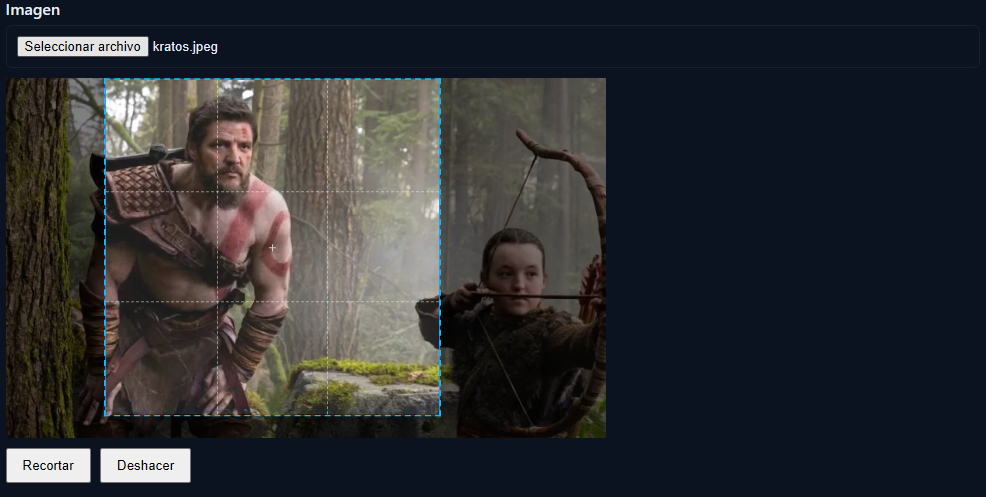 Imagen
Seleccionar archivo kratos.jpeg
Recortar Deshacer